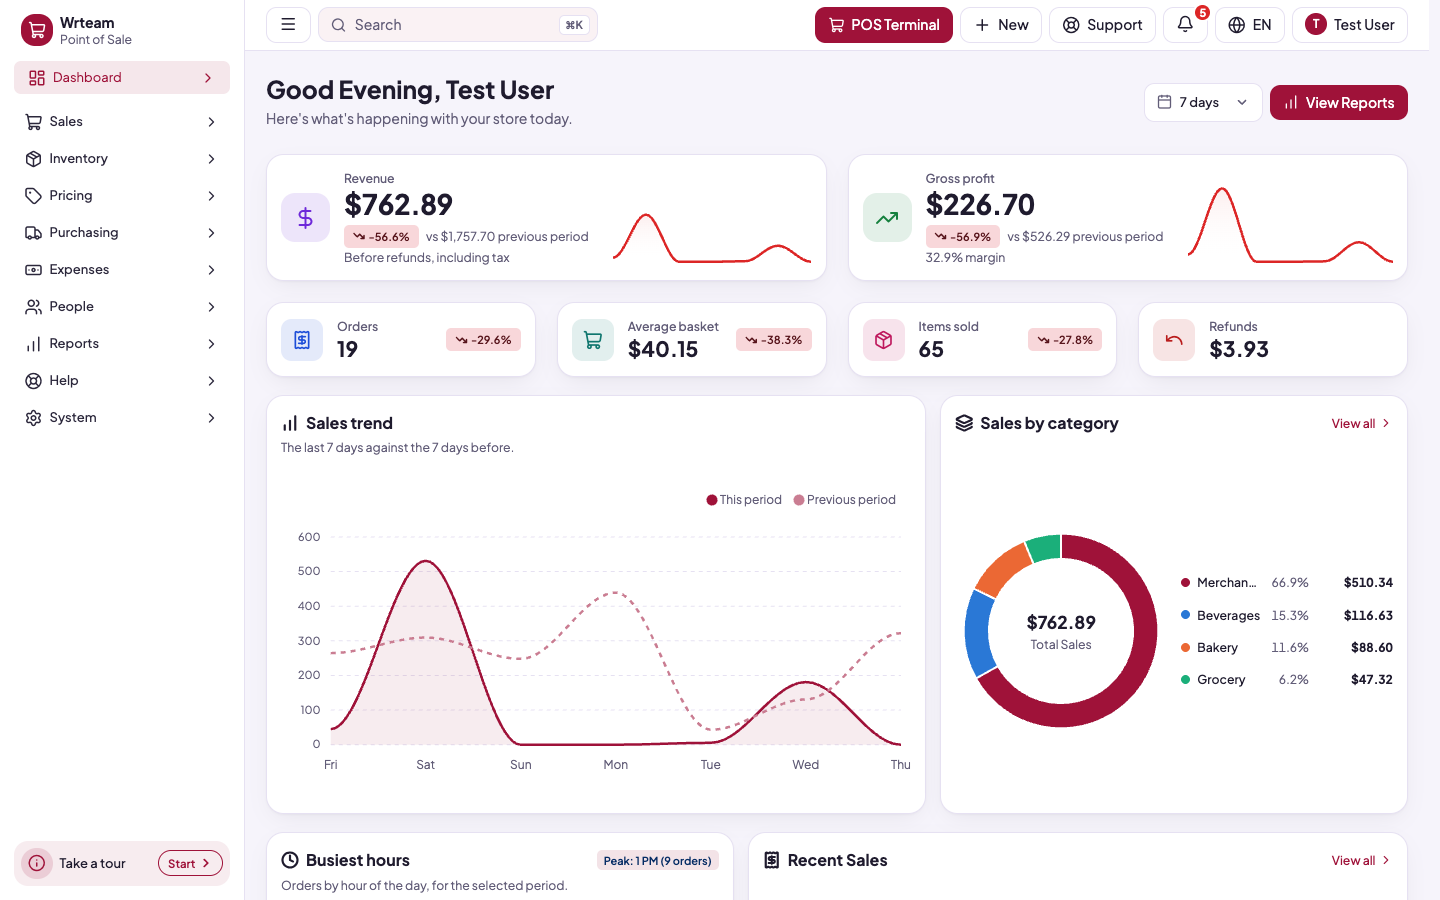 Wrteam
Point of Sale
Dashboard
Sales
Inventory
Pricing
Purchasing
Expenses
People
Reports
Help
System
Take a tour
Start
Search
⌘K
POS Terminal
New
Support
5
EN
T
Test User
Good Evening, Test User
Here's what's happening with your store today.
7 days
View Reports
Revenue
$762.89
-56.6% vs $1,757.70 previous period
Before refunds, including tax
Gross profit
$226.70
-56.9% vs $526.29 previous period
32.9% margin
Orders
19
-29.6%
Average basket
$40.15
-38.3%
Items sold
65
-27.8%
Refunds
$3.93
Sales trend
The last 7 days against the 7 days before.
This period Previous period
600
500
400
300
200
100
0
Fri Sat Sun Mon Tue Wed Thu
Sales by category
View all
$762.89
Total Sales
Merchan... 66.9% $510.34
Beverages 15.3% $116.63
Bakery 11.6% $88.60
Grocery 6.2% $47.32
Busiest hours
Peak: 1 PM (9 orders)
Orders by hour of the day, for the selected period.
Recent Sales
View all